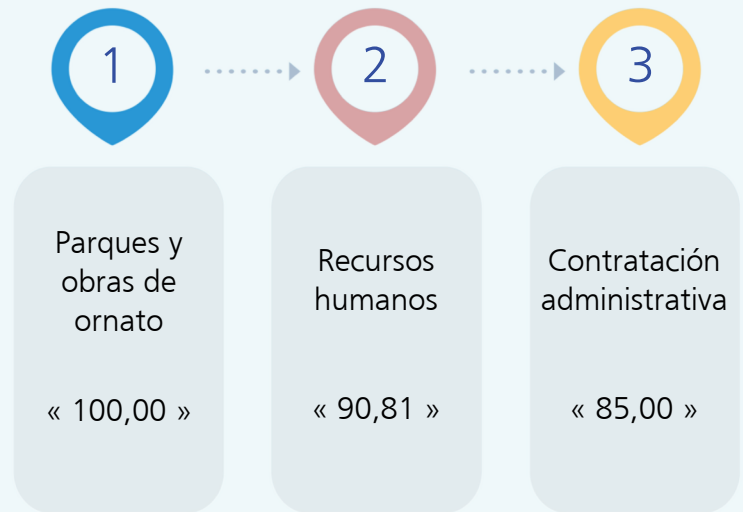 1
2
3
Parques y
obras de
ornato
« 100,00 »
Recursos
humanos
« 90,81 »
Contratación
administrativa
« 85,00 »